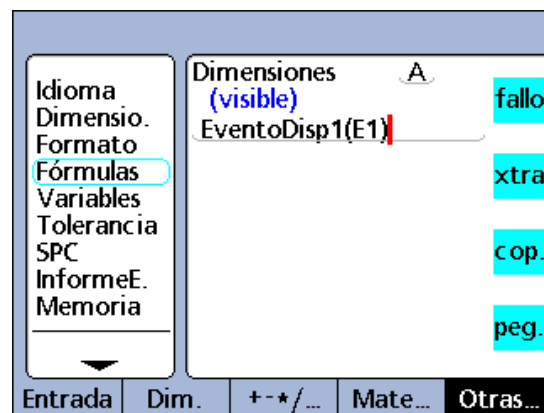 Idioma
Dimensio.
Formato
Fórmulas
Variables
Tolerancia
SPC
InformeE.
Memoria
Dimensiones A
(visible)
EventoDisp1(E1)
fallo
xtra
cop.
peg.
Entrada Dim. +-*/... Mate... Otras...